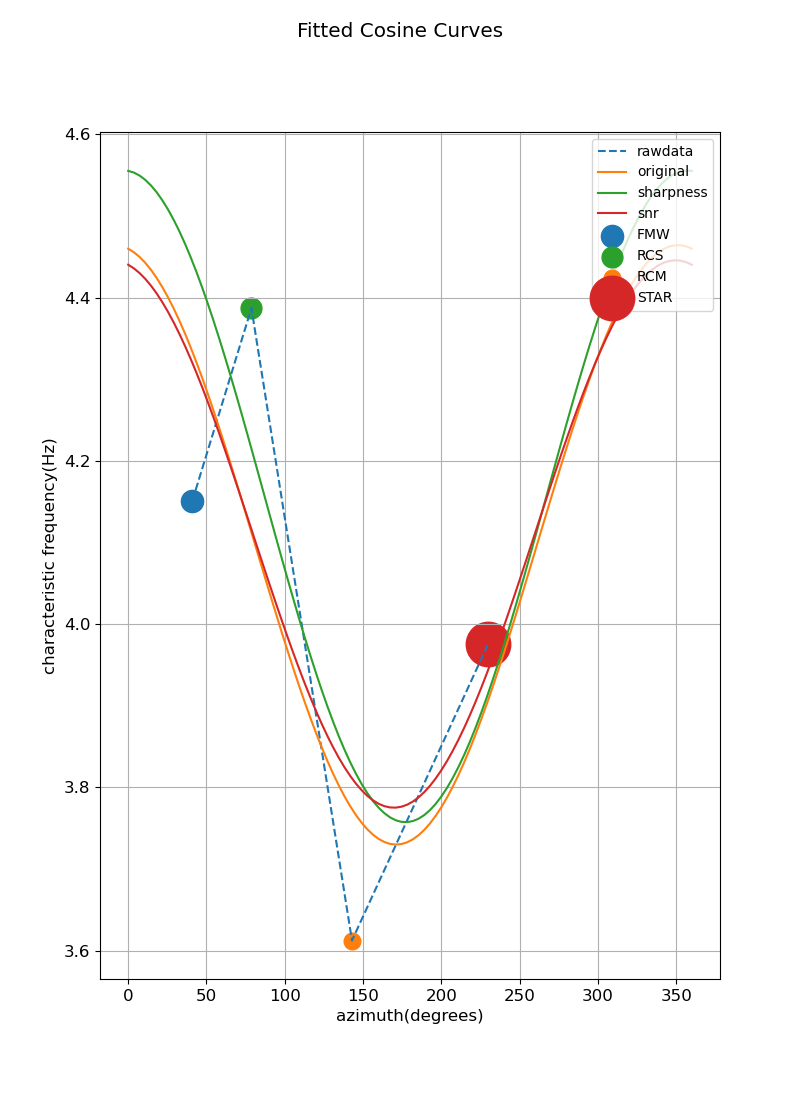 Fitted Cosine Curves
4.6
4.4
4.2
4.0
3.8
3.6
characteristic frequency(Hz)
rawdata
original
sharpness
snr
FMW
RCS
RCM
STAR
0 50 100 150 200 250 300 350
azimuth(degrees)